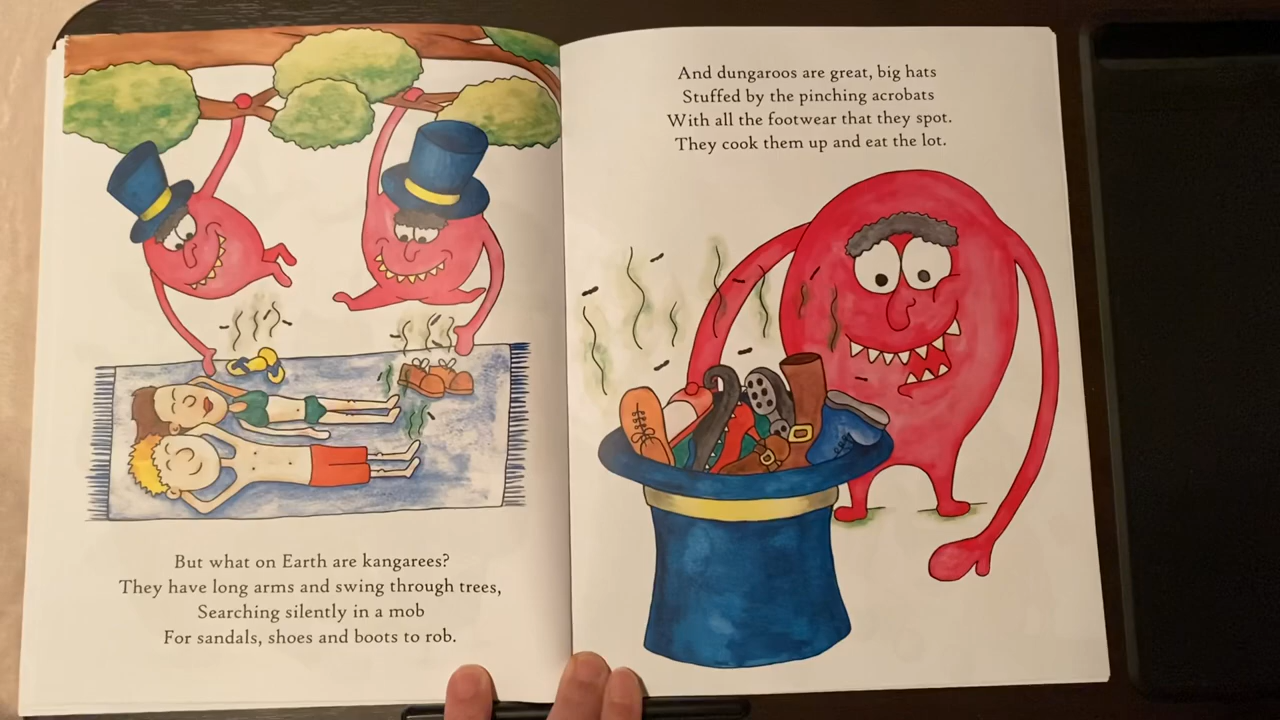 But what on Earth are kangarees?
They have long arms and swing through trees,
Searching silently in a mob
For sandals, shoes and boots to rob.
And dungaroos are great, big hats
Stuffed by the pinching acrobats
With all the footwear that they spot.
They cook them up and eat the lot.